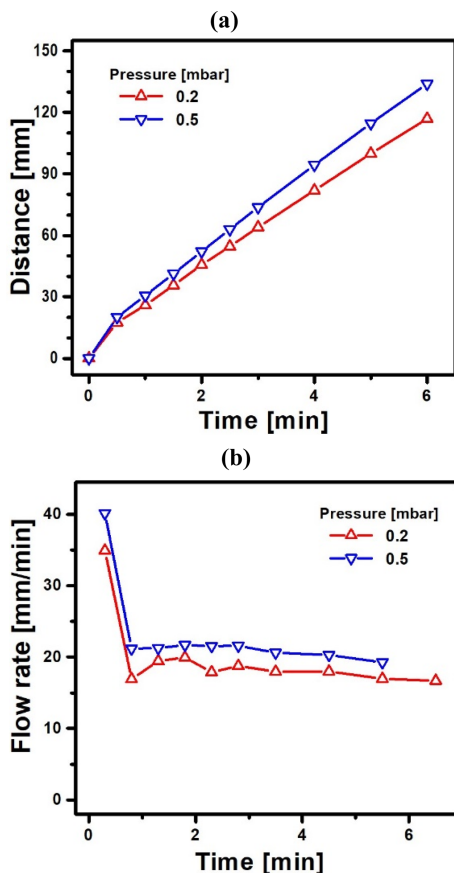 (a)
150
120
90
60
30
0
Distance [mm]
Pressure [mbar]
0.2
0.5
0 2 4 6
Time [min]
(b)
40
30
20
10
0
Flow rate [mm/min]
Pressure [mbar]
0.2
0.5
0 2 4 6
Time [min]